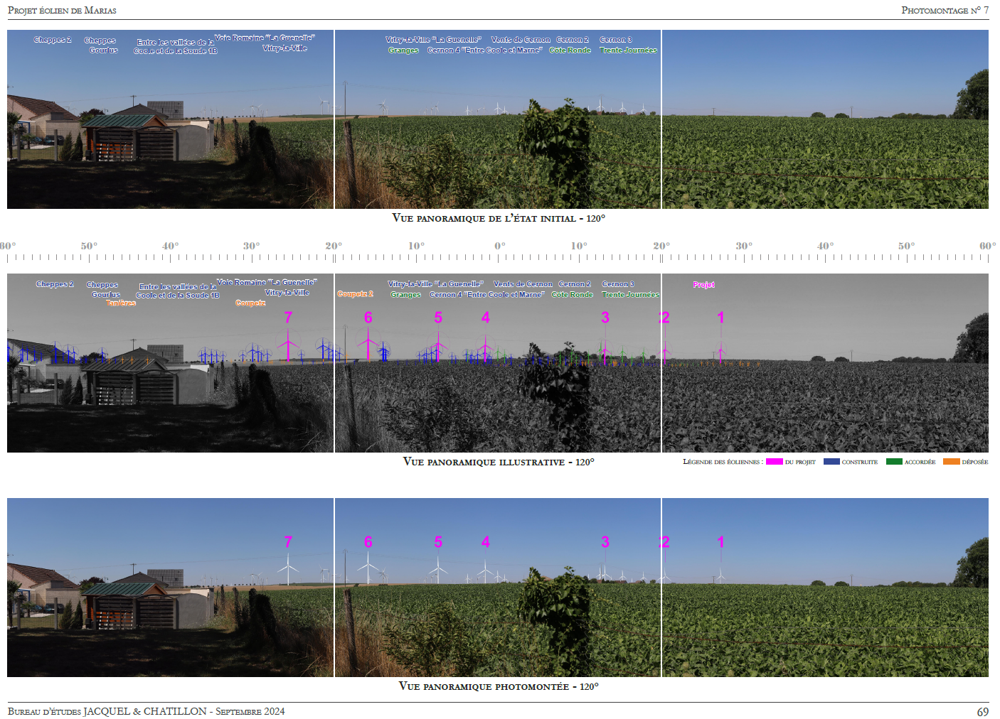 Projet éolien de Marias
Photomontage n° 7
Cheppes 2
Cheppes
Gourlus
Entre les vallées de la
Coole et de la Soude 1B
Voie Romaine “La Guenelle”
Vitry-la-Ville
Vitry-la-Ville “La Guenelle”
Vents de Cernon
Cernon 2
Cernon 3
Granges
Cernon 4 “Entre Coole et Marne”
Côte Ronde
Trente Journées
Vue panoramique de l’état initial - 120°
60° 50° 40° 30° 20° 10° 0° 10° 20° 30° 40° 50° 60°
Cheppes 2
Cheppes
Gourlus
Tanières
Entre les vallées de la
Coole et de la Soude 1B
Voie Romaine “La Guenelle”
Vitry-la-Ville
Coupetz
Coupetz 2
Vitry-la-Ville “La Guenelle”
Vents de Cernon
Cernon 2
Cernon 3
Granges
Cernon 4 “Entre Coole et Marne”
Côte Ronde
Trente Journées
Projet
7 6 5 4 3 2 1
Vue panoramique illustrative - 120°
Légende des éoliennes : du projet construite accordée déposée
7 6 5 4 3 2 1
Vue panoramique photomontée - 120°
Bureau d’études JACQUEL & CHATILLON - Septembre 2024
69